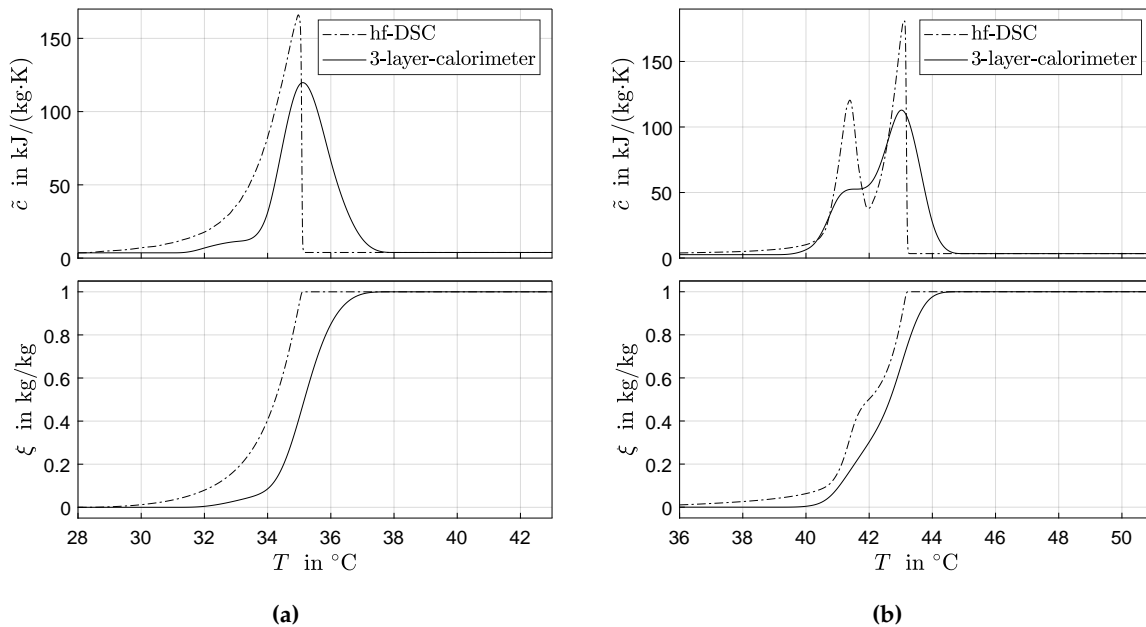 c̃ in kJ/(kg·K)
150
100
50
0
hf-DSC
3-layer-calorimeter
ξ in kg/kg
1
0.8
0.6
0.4
0.2
0
28 30 32 34 36 38 40 42
T in °C
(a)
c̃ in kJ/(kg·K)
150
100
50
0
hf-DSC
3-layer-calorimeter
ξ in kg/kg
1
0.8
0.6
0.4
0.2
0
36 38 40 42 44 46 48 50
T in °C
(b)